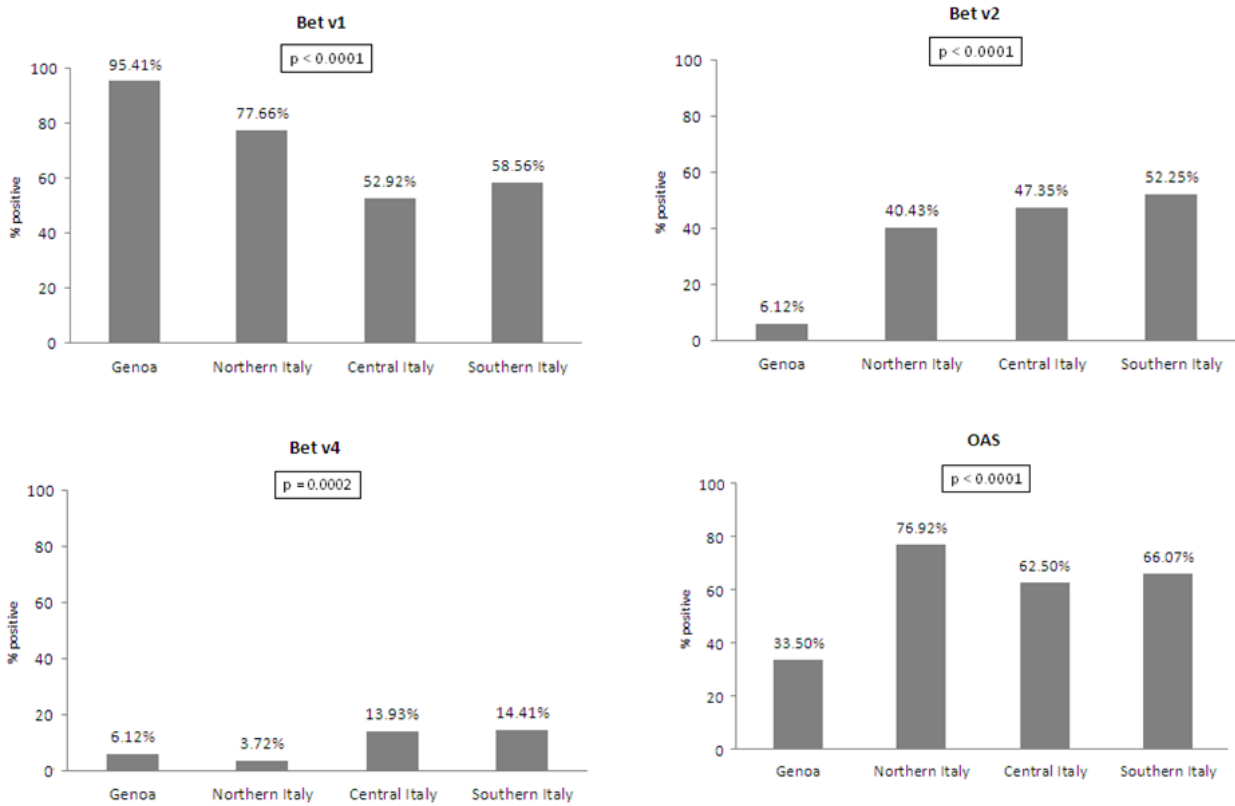 Bet v1
p < 0.0001
% positive
100
80
60
40
20
0
95.41%
77.66%
52.92%
58.56%
Genoa
Northern Italy
Central Italy
Southern Italy
Bet v2
p < 0.0001
% positive
100
80
60
40
20
0
6.12%
40.43%
47.35%
52.25%
Genoa
Northern Italy
Central Italy
Southern Italy
Bet v4
p = 0.0002
% positive
100
80
60
40
20
0
6.12%
3.72%
13.93%
14.41%
Genoa
Northern Italy
Central Italy
Southern Italy
OAS
p < 0.0001
% positive
100
80
60
40
20
0
33.50%
76.92%
62.50%
66.07%
Genoa
Northern Italy
Central Italy
Southern Italy